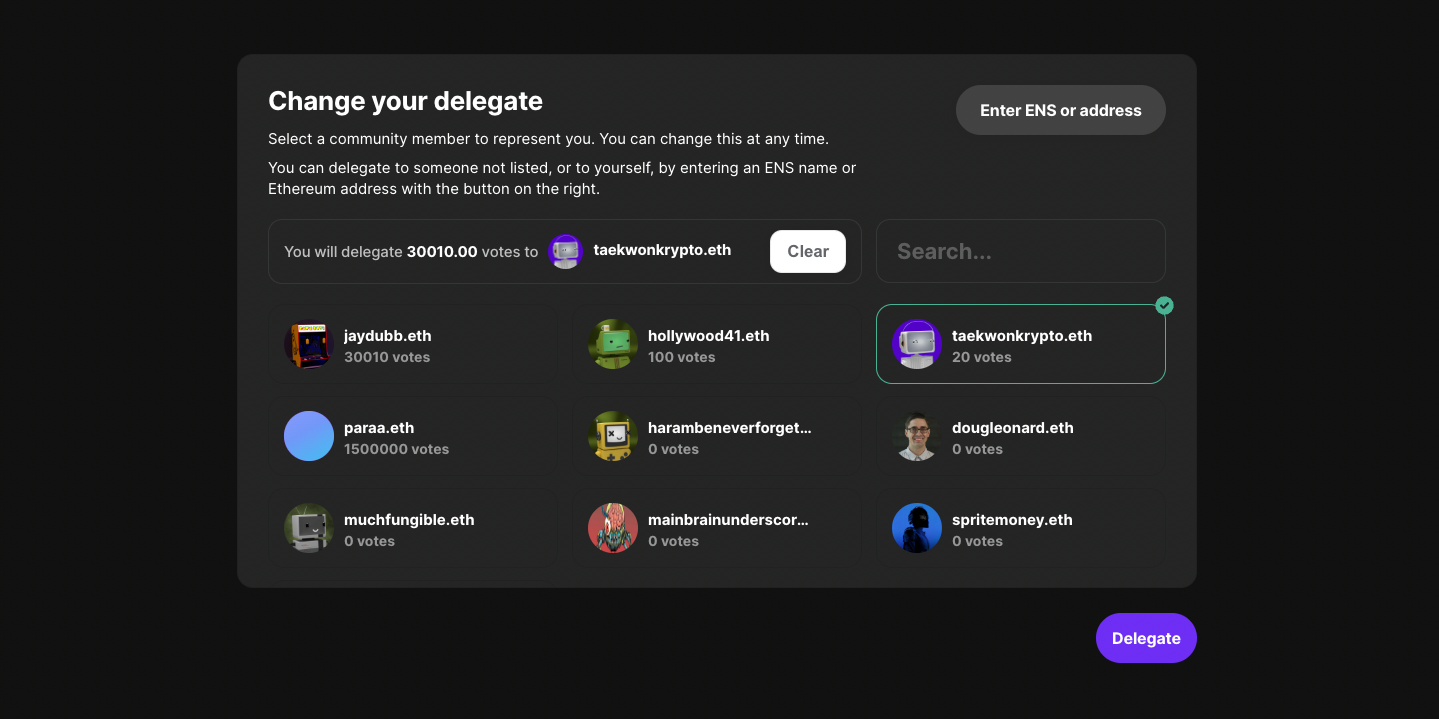 Change your delegate
Enter ENS or address
Select a community member to represent you. You can change this at any time.
You can delegate to someone not listed, or to yourself, by entering an ENS name or
Ethereum address with the button on the right.
You will delegate 30010.00 votes to taekwonkrypto.eth
Clear
Search...
jaydubb.eth
30010 votes
hollywood41.eth
100 votes
taekwonkrypto.eth
20 votes
paraa.eth
1500000 votes
harambeneverforget...
0 votes
dougleonard.eth
0 votes
muchfungible.eth
0 votes
mainbrainunderscor...
0 votes
spritemoney.eth
0 votes
Delegate